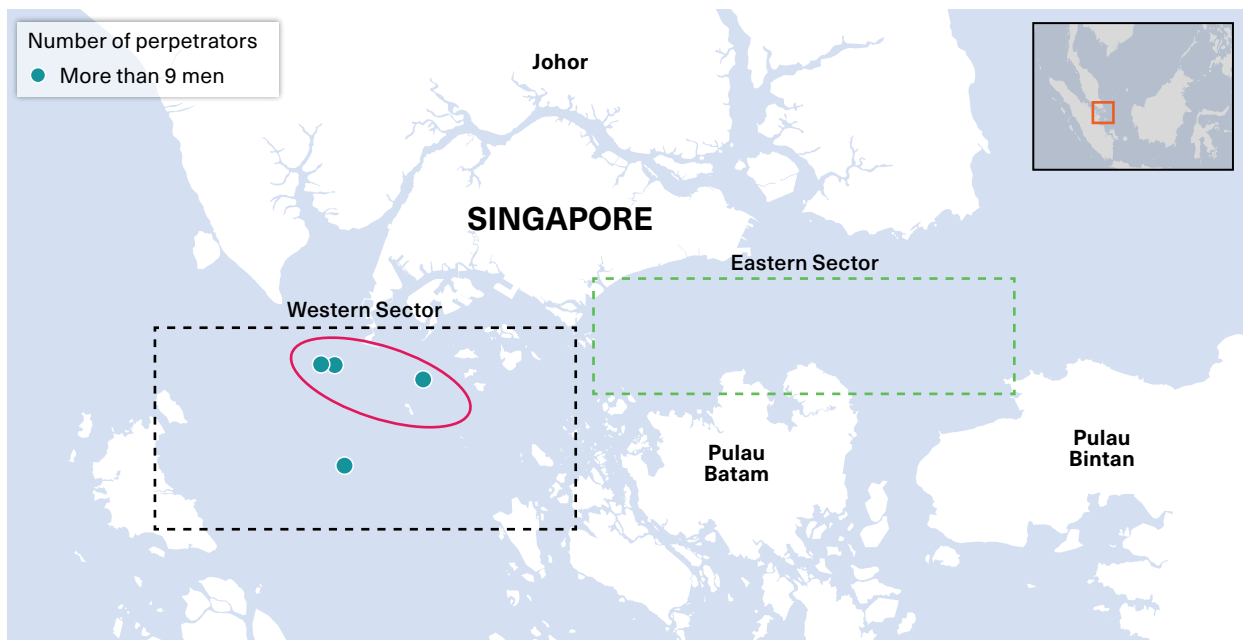 Number of perpetrators
More than 9 men
Johor
SINGAPORE
Eastern Sector
Western Sector
Pulau
Batam
Pulau
Bintan